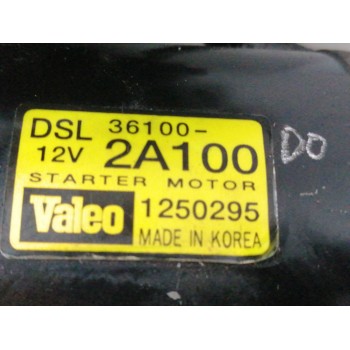 DSL 36100-
12V 2A100
STARTER MOTOR
Valeo 1250295
MADE IN KOREA
DO